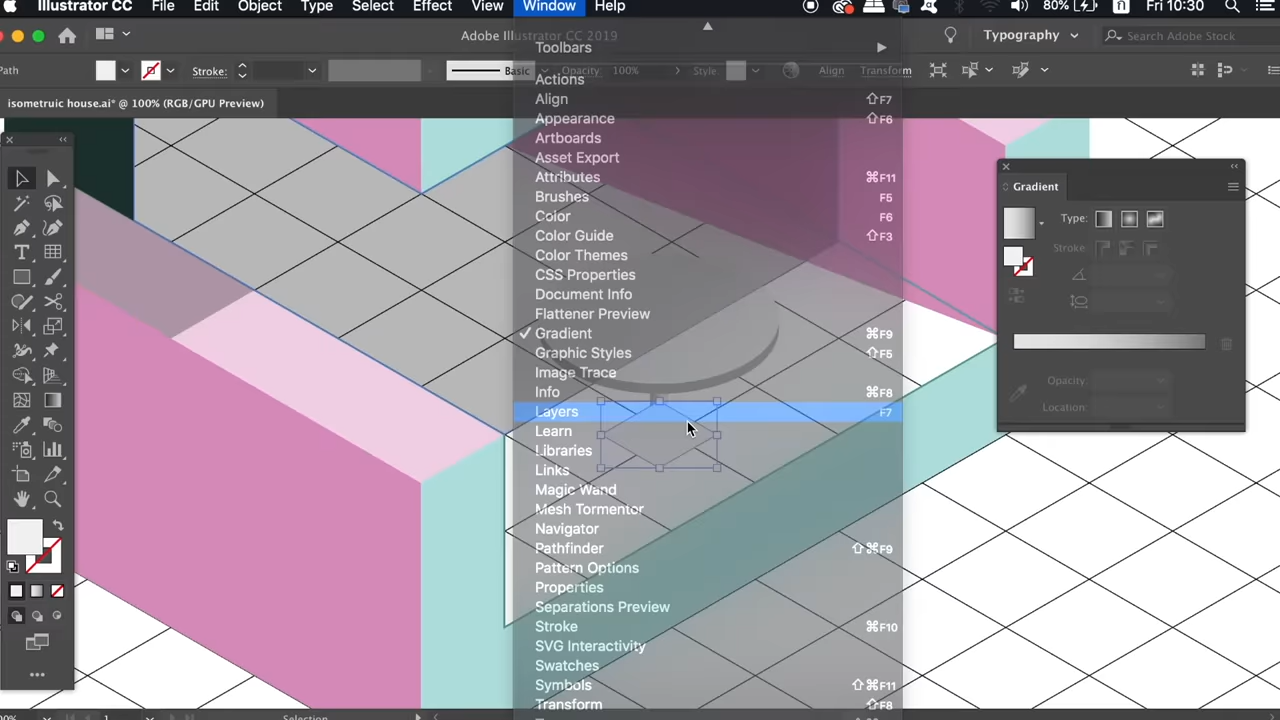 Illustrator CC File Edit Object Type Select Effect View Window Help 80% Fri 10:30
Adobe Illustrator CC 2019 Typography Search Adobe Stock
Path Stroke: Basic Opacity: 100% Style: Align Transform
isometruic house.ai* @ 100% (RGB/GPU Preview)
Toolbars
Actions
Align ⇧F7
Appearance ⇧F6
Artboards
Asset Export
Attributes ⌘F11
Brushes F5
Color F6
Color Guide ⇧F3
Color Themes
CSS Properties
Document Info
Flattener Preview
Gradient ⌘F9
Graphic Styles ⇧F5
Image Trace
Info ⌘F8
Layers F7
Learn
Libraries
Links
Magic Wand
Mesh Tormentor
Navigator
Pathfinder ⇧⌘F9
Pattern Options
Properties
Separations Preview
Stroke ⌘F10
SVG Interactivity
Swatches
Symbols ⇧⌘F11
Transform ⇧F8
Gradient
Type:
Stroke:
Opacity:
Location:
1 Selection